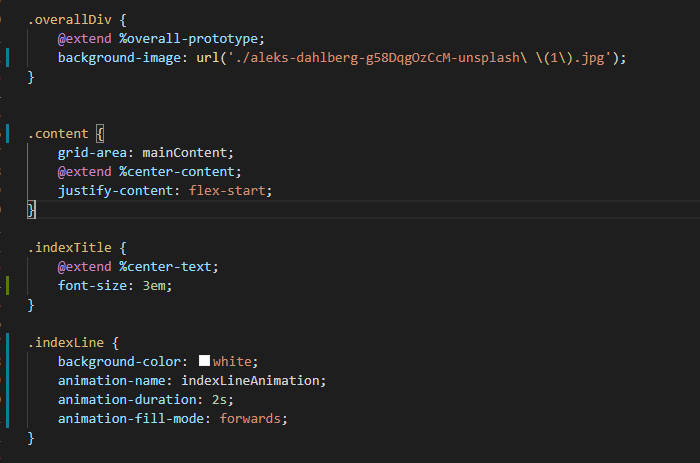 .overallDiv {
@extend %overall-prototype;
background-image: url('./aleks-dahlberg-g58DqgOzCcM-unsplash\ \(1\).jpg');
}
.content {
grid-area: mainContent;
@extend %center-content;
justify-content: flex-start;
}
.indexTitle {
@extend %center-text;
font-size: 3em;
}
.indexLine {
background-color: white;
animation-name: indexLineAnimation;
animation-duration: 2s;
animation-fill-mode: forwards;
}